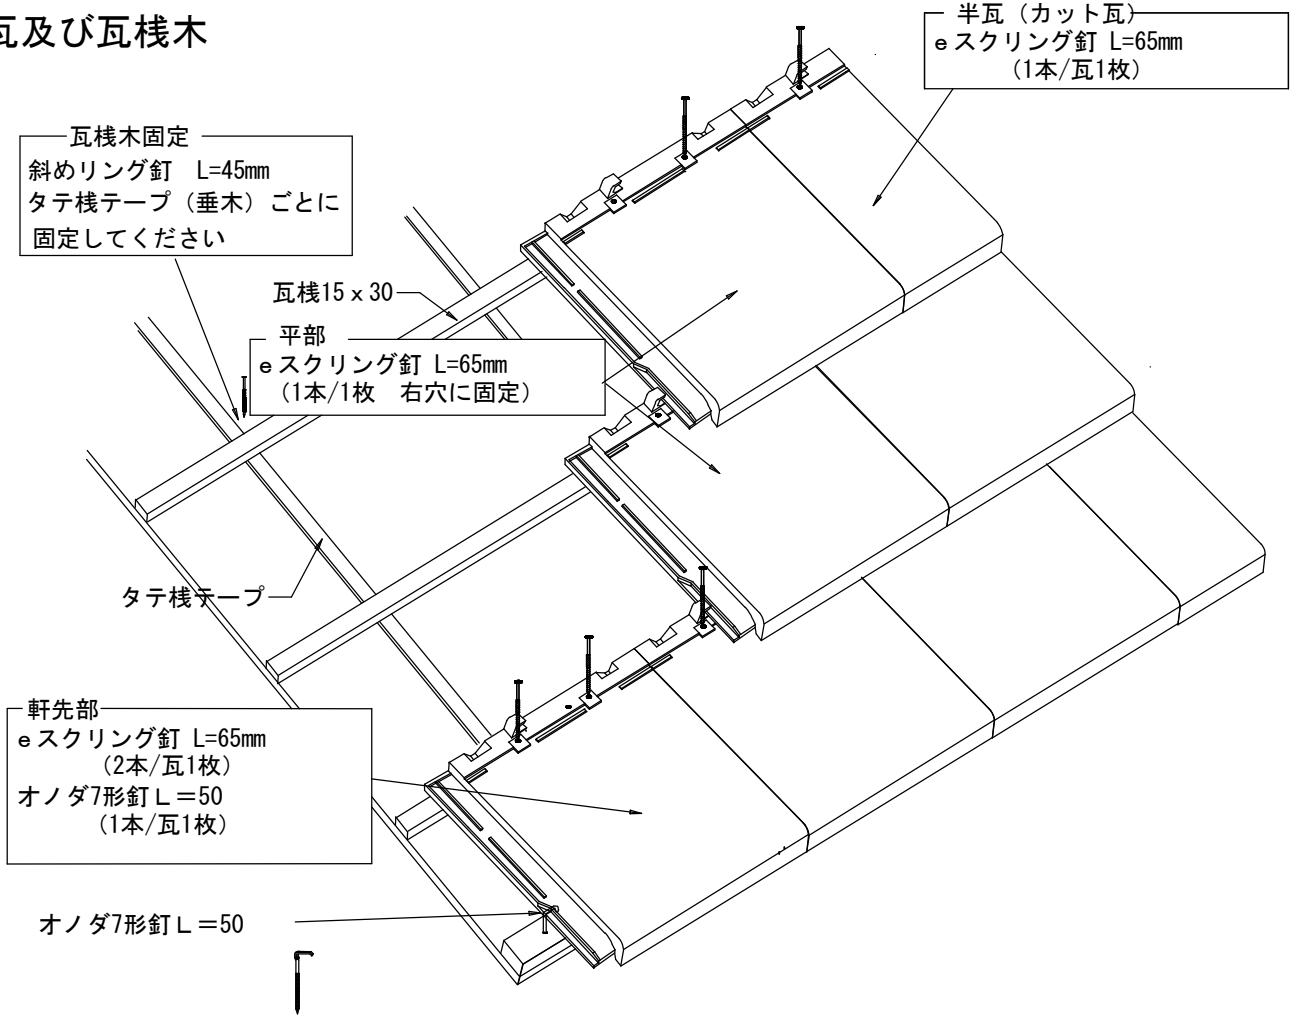 瓦及び瓦桟木
半瓦（カット瓦）
eスクリング釘 L=65mm
（1本/瓦1枚）
瓦桟木固定
斜めリング釘　L=45mm
タテ桟テープ（垂木）ごとに
固定してください
瓦桟15ｘ30
平部
eスクリング釘 L=65mm
（1本/1枚　右穴に固定）
タテ桟テープ
軒先部
eスクリング釘 L=65mm
（2本/瓦1枚）
オノダ7形釘Ｌ＝50
（1本/瓦1枚）
オノダ7形釘Ｌ＝50